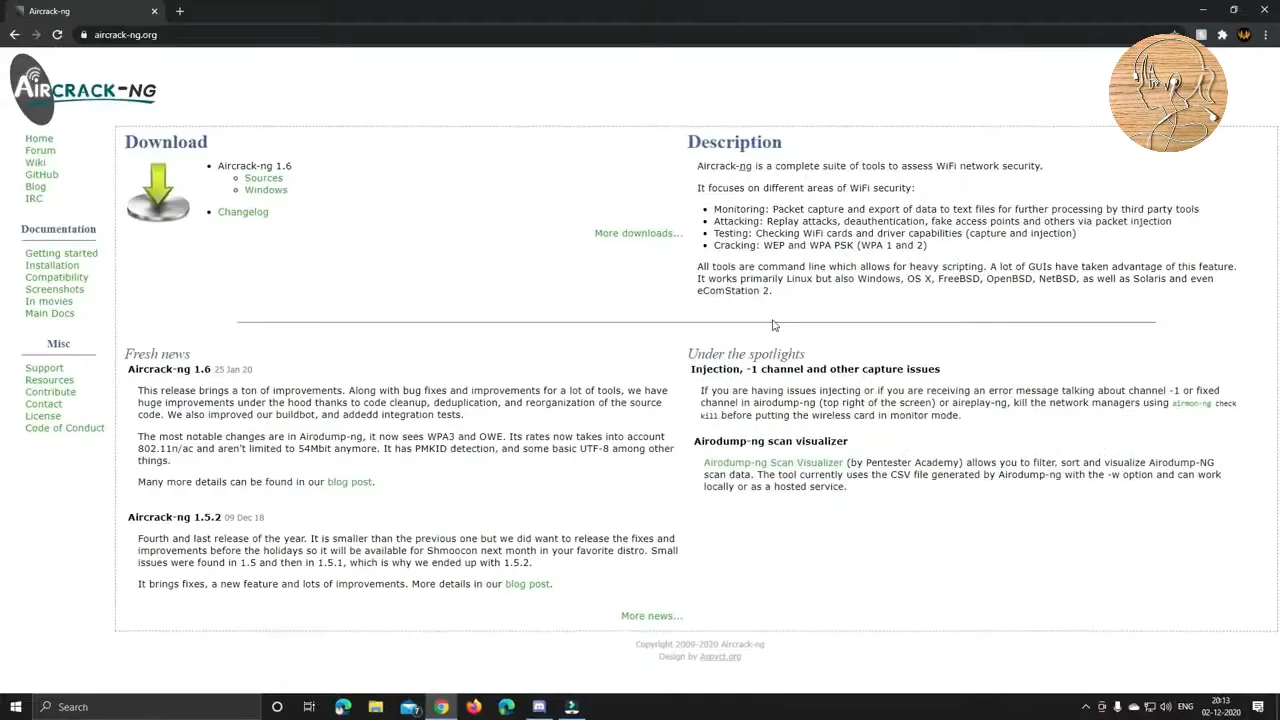 Aircrack-ng
aircrack-ng.org
AIRCRACK-NG
Home
Forum
Wiki
GitHub
Blog
IRC
Documentation
Getting started
Installation
Compatibility
Screenshots
In movies
Main Docs
Misc
Support
Resources
Contribute
Contact
License
Code of Conduct
Download
Aircrack-ng 1.6
Sources
Windows
Changelog
More downloads...
Description
Aircrack-ng is a complete suite of tools to assess WiFi network security.
It focuses on different areas of WiFi security:
Monitoring: Packet capture and export of data to text files for further processing by third party tools
Attacking: Replay attacks, deauthentication, fake access points and others via packet injection
Testing: Checking WiFi cards and driver capabilities (capture and injection)
Cracking: WEP and WPA PSK (WPA 1 and 2)
All tools are command line which allows for heavy scripting. A lot of GUIs have taken advantage of this feature.
It works primarily Linux but also Windows, OS X, FreeBSD, OpenBSD, NetBSD, as well as Solaris and even
eComStation 2.
Fresh news
Aircrack-ng 1.6 25 Jan 20
This release brings a ton of improvements. Along with bug fixes and improvements for a lot of tools, we have
huge improvements under the hood thanks to code cleanup, deduplication, and reorganization of the source
code. We also improved our buildbot, and addedd integration tests.
The most notable changes are in Airodump-ng, it now sees WPA3 and OWE. Its rates now takes into account
802.11n/ac and aren't limited to 54Mbit anymore. It has PMKID detection, and some basic UTF-8 among other
things.
Many more details can be found in our blog post.
Aircrack-ng 1.5.2 09 Dec 18
Fourth and last release of the year. It is smaller than the previous one but we did want to release the fixes and
improvements before the holidays so it will be available for Shmoocon next month in your favorite distro. Small
issues were found in 1.5 and then in 1.5.1, which is why we ended up with 1.5.2.
It brings fixes, a new feature and lots of improvements. More details in our blog post.
More news...
Under the spotlights
Injection, -1 channel and other capture issues
If you are having issues injecting or if you are receiving an error message talking about channel -1 or fixed
channel in airodump-ng (top right of the screen) or aireplay-ng, kill the network managers using airmon-ng check
kill before putting the wireless card in monitor mode.
Airodump-ng scan visualizer
Airodump-ng Scan Visualizer (by Pentester Academy) allows you to filter, sort and visualize Airodump-NG
scan data. The tool currently uses the CSV file generated by Airodump-ng with the -w option and can work
locally or as a hosted service.
Copyright 2009-2020 Aircrack-ng
Design by Aspyct.org
Search
7
ENG
20:13
02-12-2020